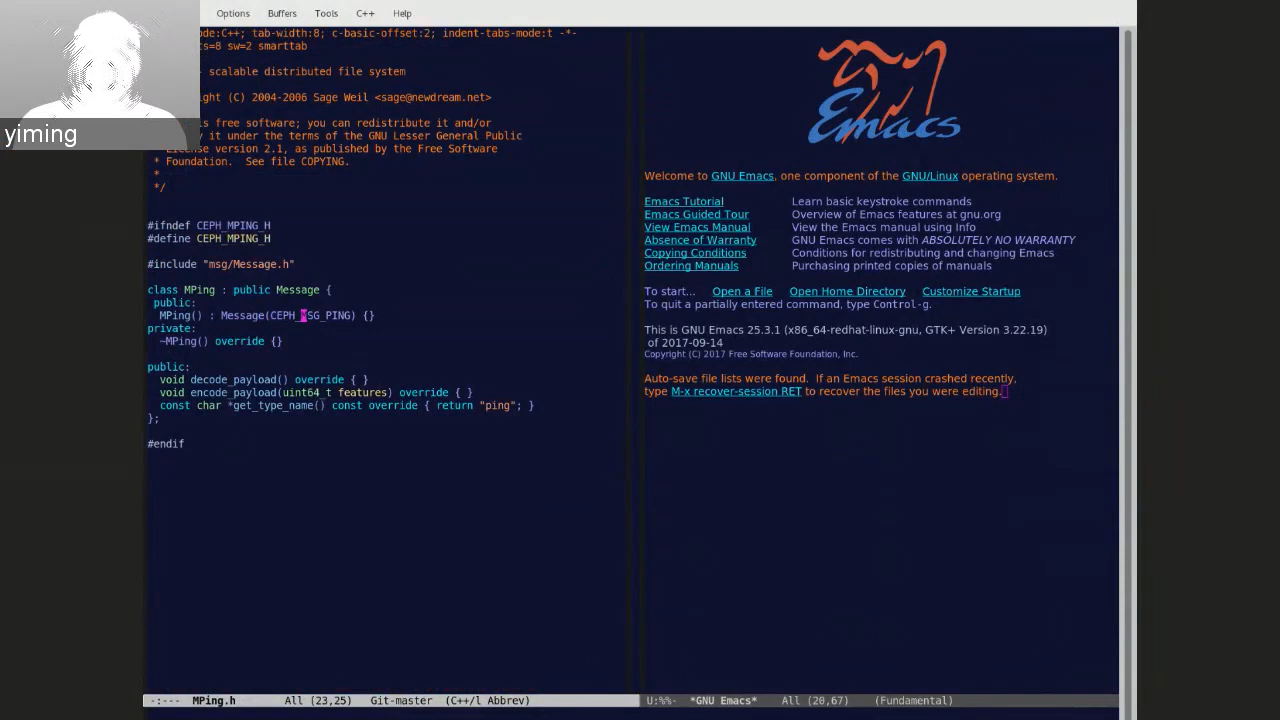 Options Buffers Tools C++ Help
ode:C++; tab-width:8; c-basic-offset:2; indent-tabs-mode:t -*-
s=8 sw=2 smarttab
- scalable distributed file system
ght (C) 2004-2006 Sage Weil <sage@newdream.net>
is free software; you can redistribute it and/or
y it under the terms of the GNU Lesser General Public
License version 2.1, as published by the Free Software
* Foundation.  See file COPYING.
*
*/
yiming
#ifndef CEPH_MPING_H
#define CEPH_MPING_H
#include "msg/Message.h"
class MPing : public Message {
public:
MPing() : Message(CEPH_MSG_PING) {}
private:
~MPing() override {}
public:
void decode_payload() override { }
void encode_payload(uint64_t features) override { }
const char *get_type_name() const override { return "ping"; }
};
#endif
-:--- MPing.h All (23,25) Git-master (C++/l Abbrev)
Emacs
Welcome to GNU Emacs, one component of the GNU/Linux operating system.
Emacs Tutorial Learn basic keystroke commands
Emacs Guided Tour Overview of Emacs features at gnu.org
View Emacs Manual View the Emacs manual using Info
Absence of Warranty GNU Emacs comes with ABSOLUTELY NO WARRANTY
Copying Conditions Conditions for redistributing and changing Emacs
Ordering Manuals Purchasing printed copies of manuals
To start... Open a File Open Home Directory Customize Startup
To quit a partially entered command, type Control-g.
This is GNU Emacs 25.3.1 (x86_64-redhat-linux-gnu, GTK+ Version 3.22.19)
of 2017-09-14
Copyright (C) 2017 Free Software Foundation, Inc.
Auto-save file lists were found.  If an Emacs session crashed recently,
type M-x recover-session RET to recover the files you were editing.
U:%%- *GNU Emacs* All (20,67) (Fundamental)